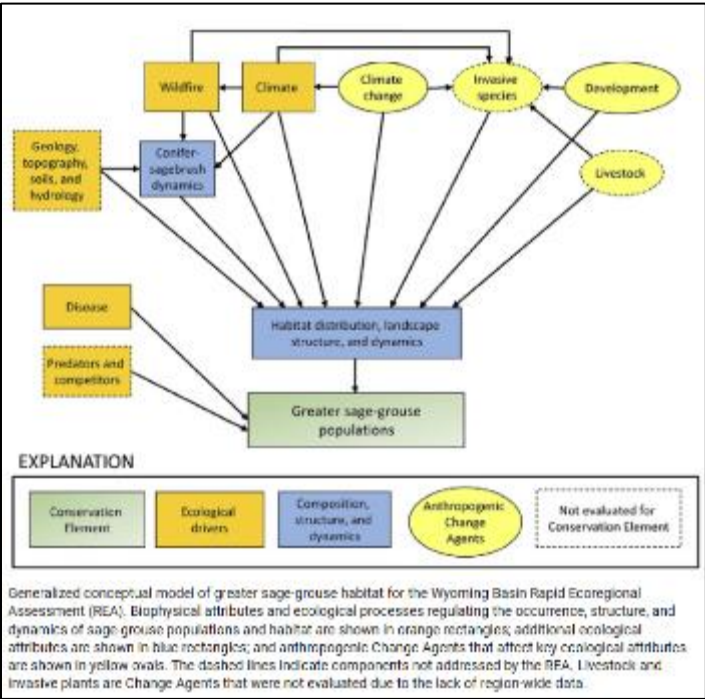 Wildfire
Climate
Climate
change
Invasive
species
Development
Geology,
topography,
soils, and
hydrology
Conifer-
sagebrush
dynamics
Livestock
Disease
Habitat distribution, landscape
structure, and dynamics
Predators and
competitors
Greater sage-grouse
populations
EXPLANATION
Conservation
Element
Ecological
drivers
Composition,
structure, and
dynamics
Anthropogenic
Change
Agents
Not evaluated for
Conservation Element
Generalized conceptual model of greater sage-grouse habitat for the Wyoming Basin Rapid Ecoregional
Assessment (REA). Biophysical attributes and ecological processes regulating the occurrence, structure, and
dynamics of sage-grouse populations and habitat are shown in orange rectangles; additional ecological
attributes are shown in blue rectangles; and anthropogenic Change Agents that affect key ecological attributes
are shown in yellow ovals. The dashed lines indicate components not addressed by the REA. Livestock and
invasive plants are Change Agents that were not evaluated due to the lack of region-wide data.